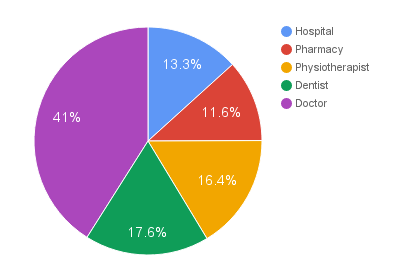 Hospital
Pharmacy
Physiotherapist
Dentist
Doctor
13.3%
11.6%
16.4%
17.6%
41%